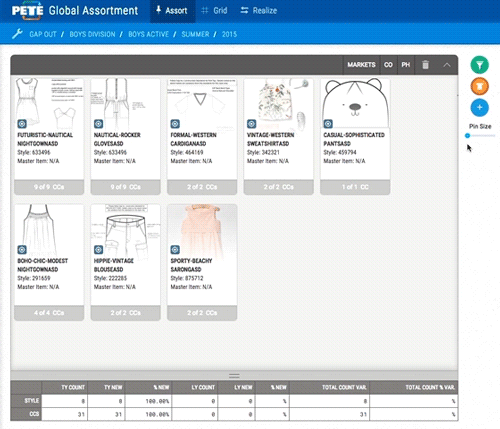 PETE Global Assortment Assort Grid Realize
GAP OUT / BOYS DIVISION / BOYS ACTIVE / SUMMER / 2015
MARKETS CO PH
Pin Size
FUTURISTIC-NAUTICAL
NIGHTGOWNASD
Style: 633496
Master Item: N/A
9 of 9 CCs
NAUTICAL-ROCKER
GLOVESASD
Style: 633496
Master Item: N/A
9 of 9 CCs
FORMAL-WESTERN
CARDIGANASD
Style: 464169
Master Item: N/A
2 of 2 CCs
VINTAGE-WESTERN
SWEATSHIRTASD
Style: 342321
Master Item: N/A
2 of 2 CCs
CASUAL-SOPHISTICATED
PANTSASD
Style: 459794
Master Item: N/A
1 of 1 CC
BOHO-CHIC-MODEST
NIGHTGOWNASD
Style: 291659
Master Item: N/A
4 of 4 CCs
HIPPIE-VINTAGE
BLOUSEASD
Style: 222285
Master Item: N/A
2 of 2 CCs
SPORTY-BEACHY
SARONGASD
Style: 875712
Master Item: N/A
2 of 2 CCs
TY COUNT TY NEW % NEW LY COUNT LY NEW % NEW TOTAL COUNT VAR. TOTAL COUNT % VAR.
STYLE 8 8 100.00% 0 0 % 8 %
CCS 31 31 100.00% 0 0 % 31 %